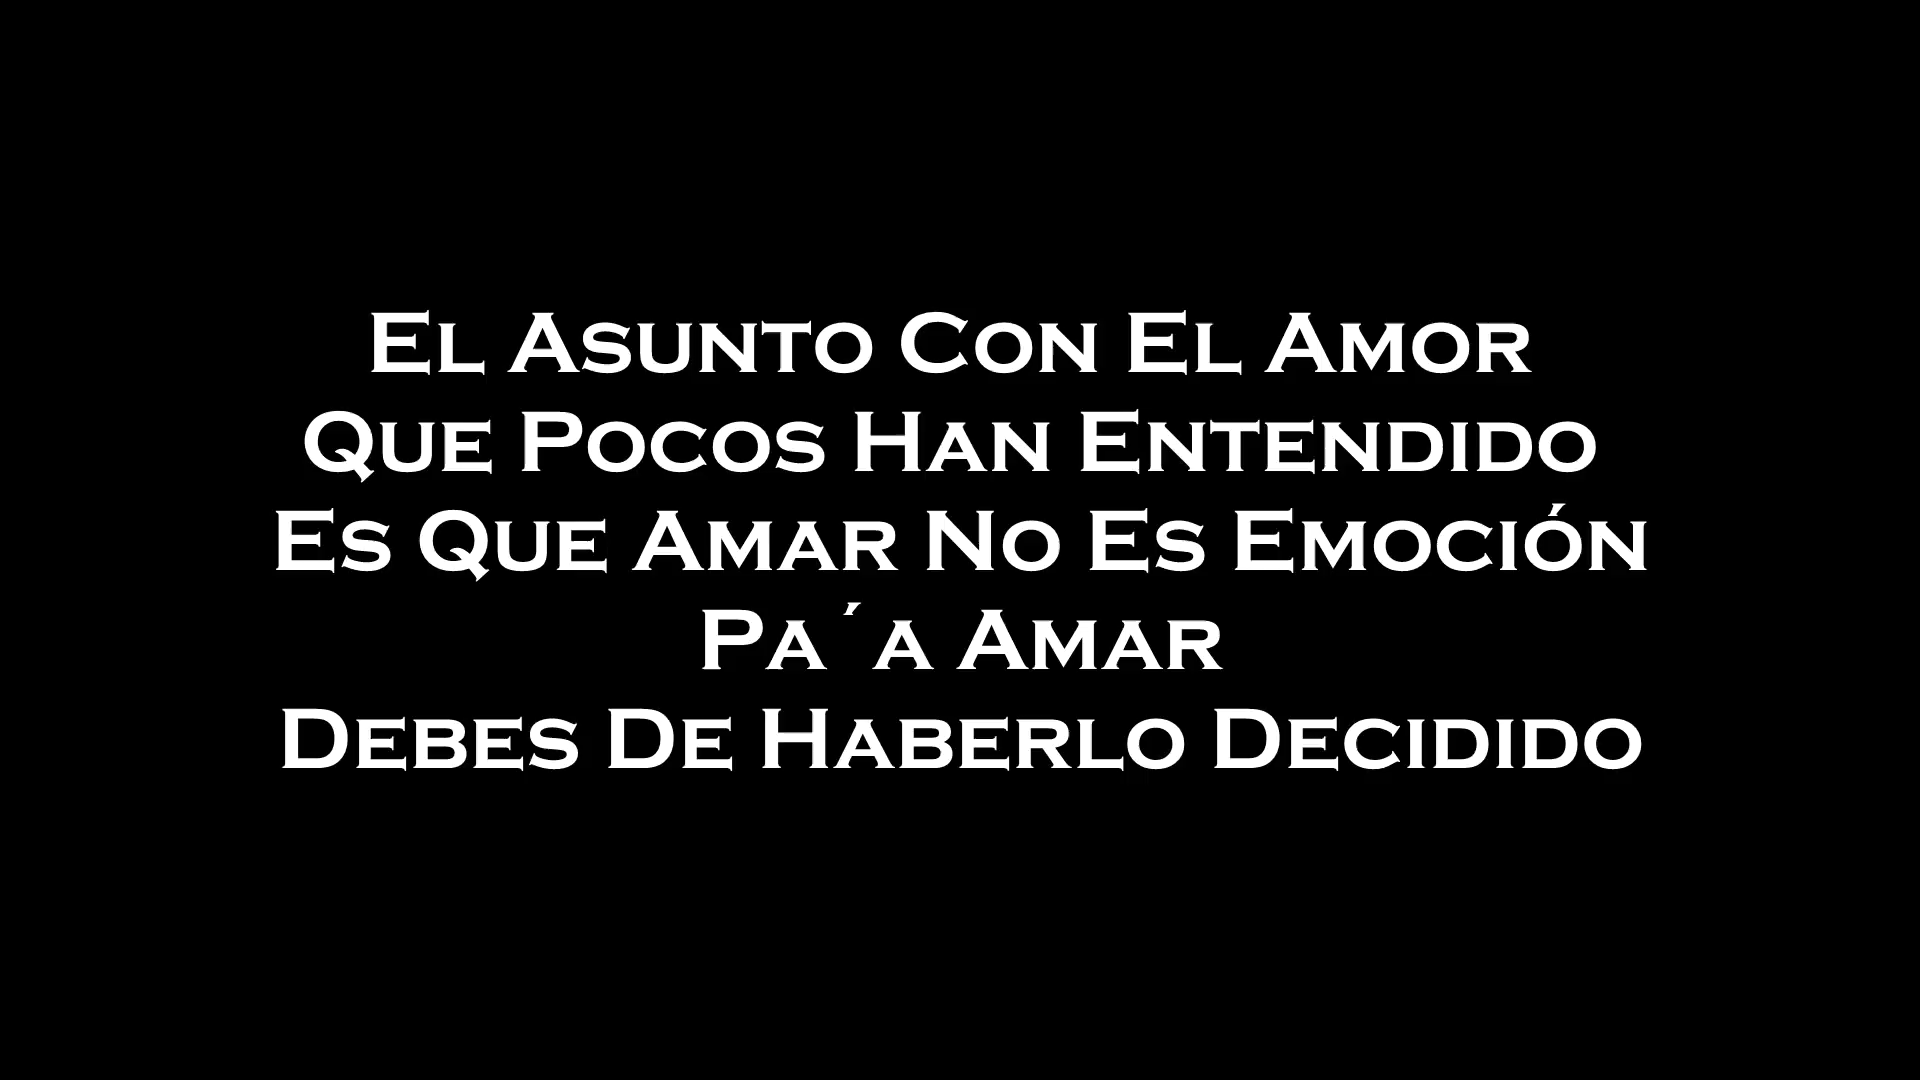 El Asunto Con El Amor
Que Pocos Han Entendido
Es Que Amar No Es Emoción
Pa´a Amar
Debes De Haberlo Decidido